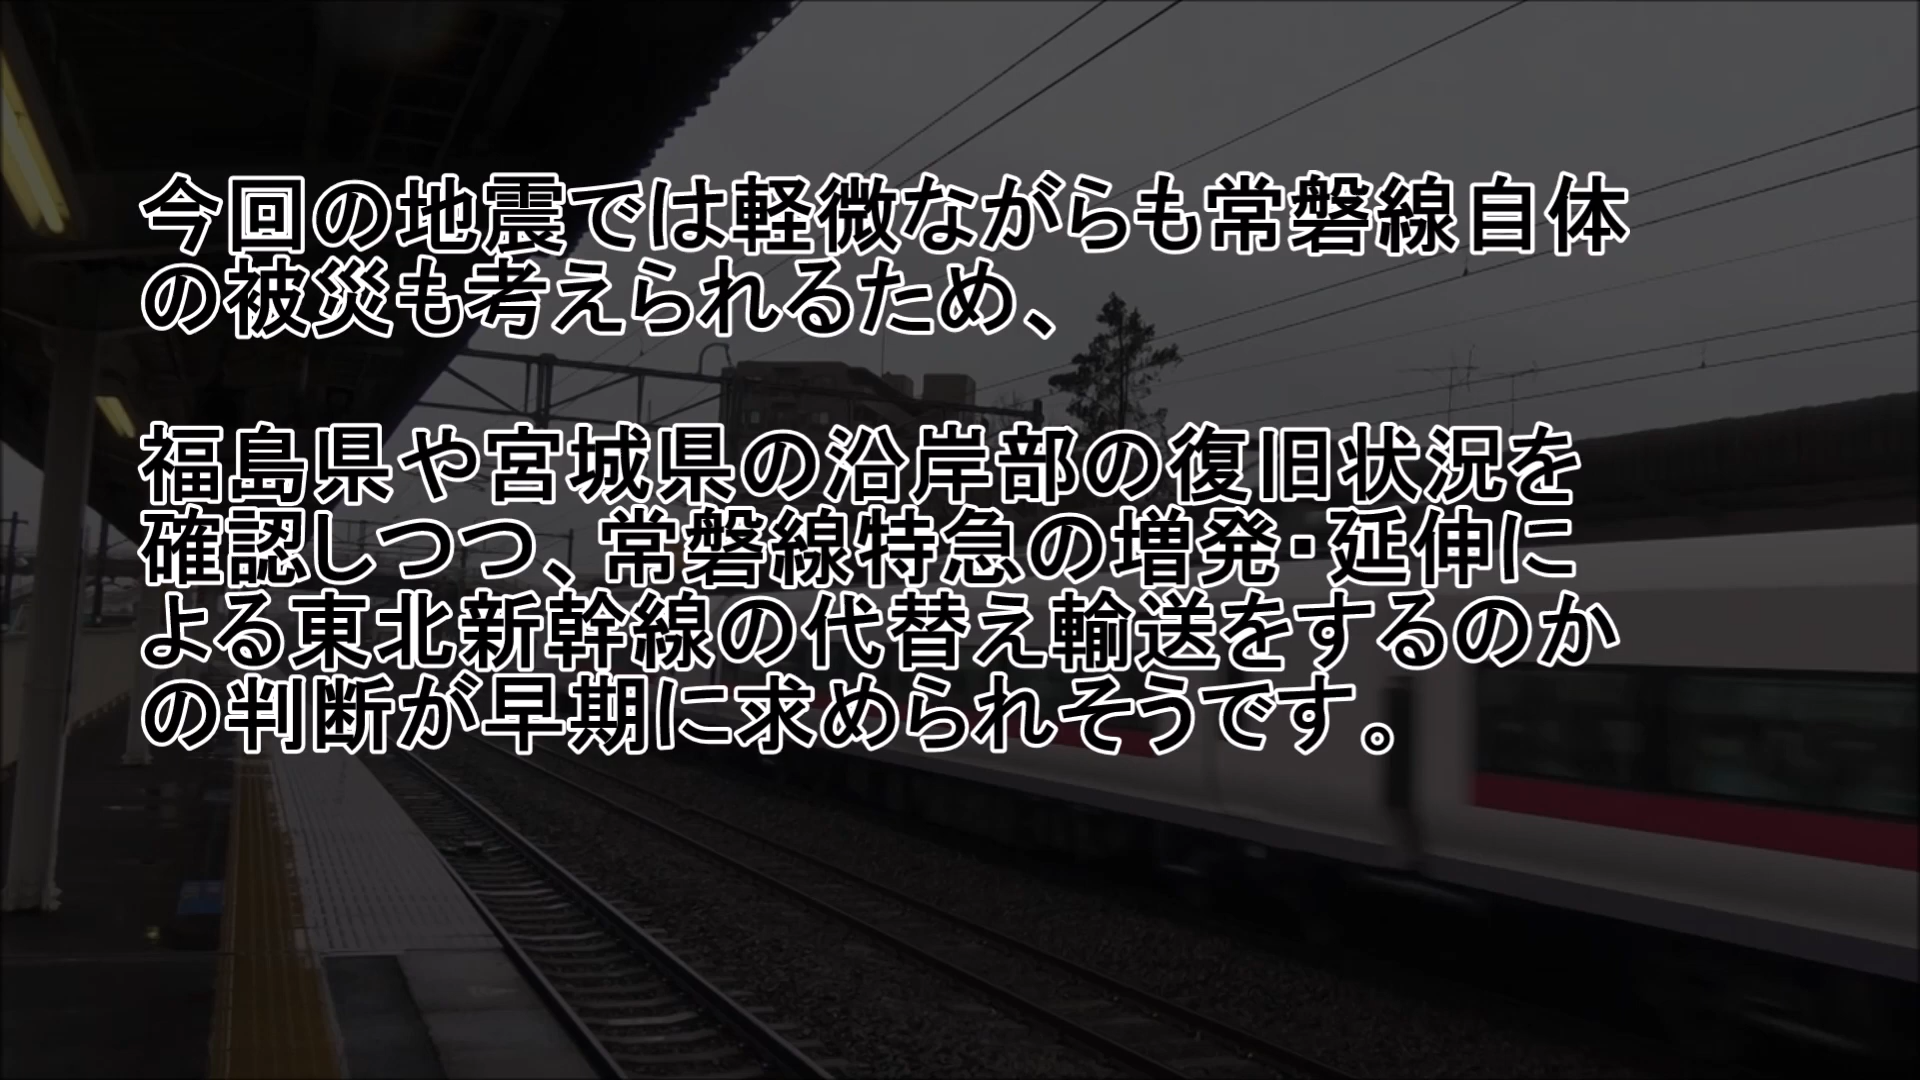 今回の地震では軽微ながらも常磐線自体
の被災も考えられるため、
福島県や宮城県の沿岸部の復旧状況を
確認しつつ、常磐線特急の増発・延伸に
よる東北新幹線の代替え輸送をするのか
の判断が早期に求められそうです。